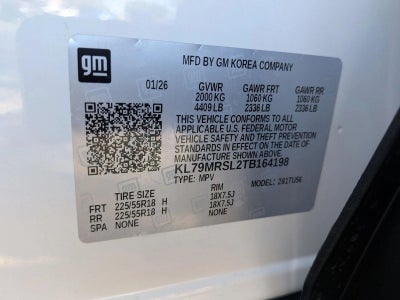 gm
MFD BY GM KOREA COMPANY
01/26 GVWR GAWR FRT GAWR RR
2000 KG 1060 KG 1060 KG
4409 LB 2336 LB 2336 LB
THIS VEHICLE CONFORMS TO ALL
APPLICABLE U.S. FEDERAL MOTOR
VEHICLE SAFETY AND THEFT PREVENTION
STANDARDS IN EFFECT ON THE DATE OF
MANUFACTURE SHOWN ABOVE.
KL79MRSL2TB164198
TYPE: MPV MODEL: Z81TUS6
TIRE SIZE RIM
FRT 225/55R18 H 18X7.5J
RR 225/55R18 H 18X7.5J
SPA NONE NONE